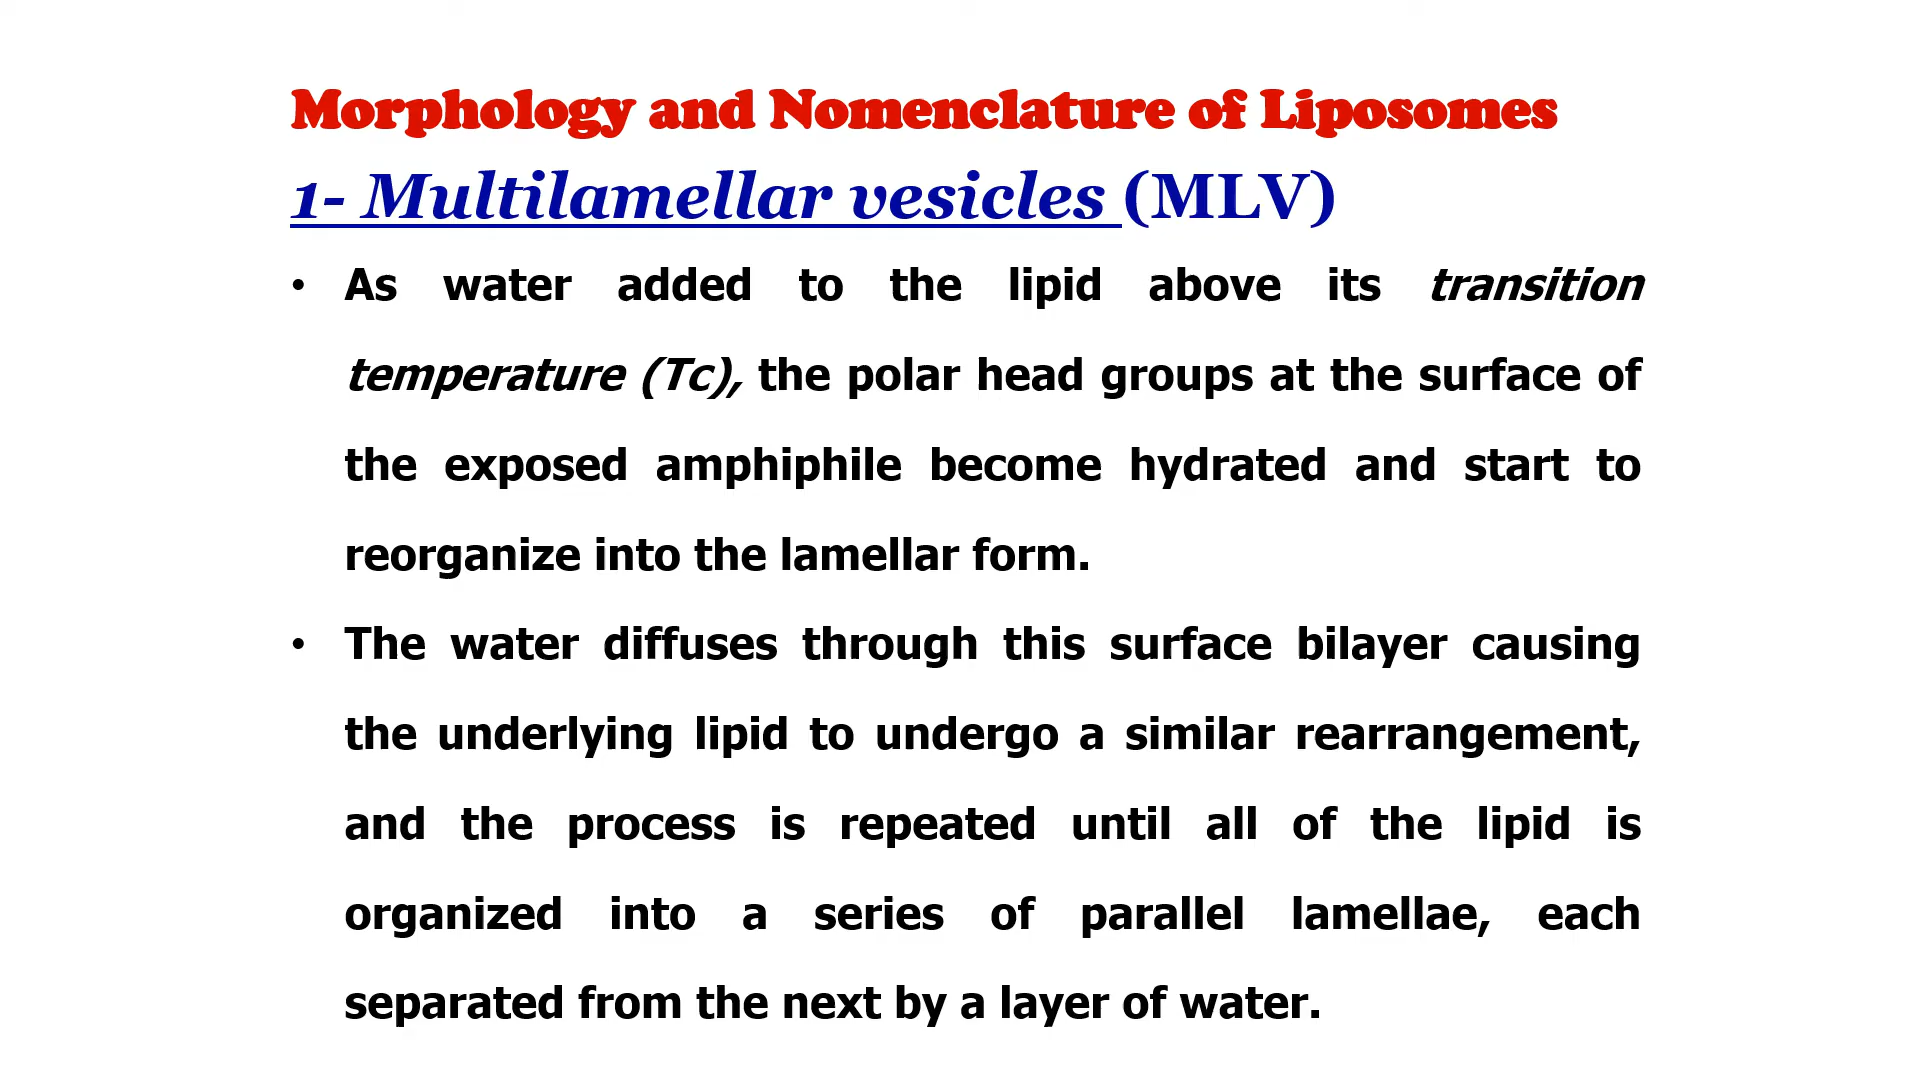 Morphology and Nomenclature of Liposomes
1- Multilamellar vesicles (MLV)
• As water added to the lipid above its transition
temperature (Tc), the polar head groups at the surface of
the exposed amphiphile become hydrated and start to
reorganize into the lamellar form.
• The water diffuses through this surface bilayer causing
the underlying lipid to undergo a similar rearrangement,
and the process is repeated until all of the lipid is
organized into a series of parallel lamellae, each
separated from the next by a layer of water.